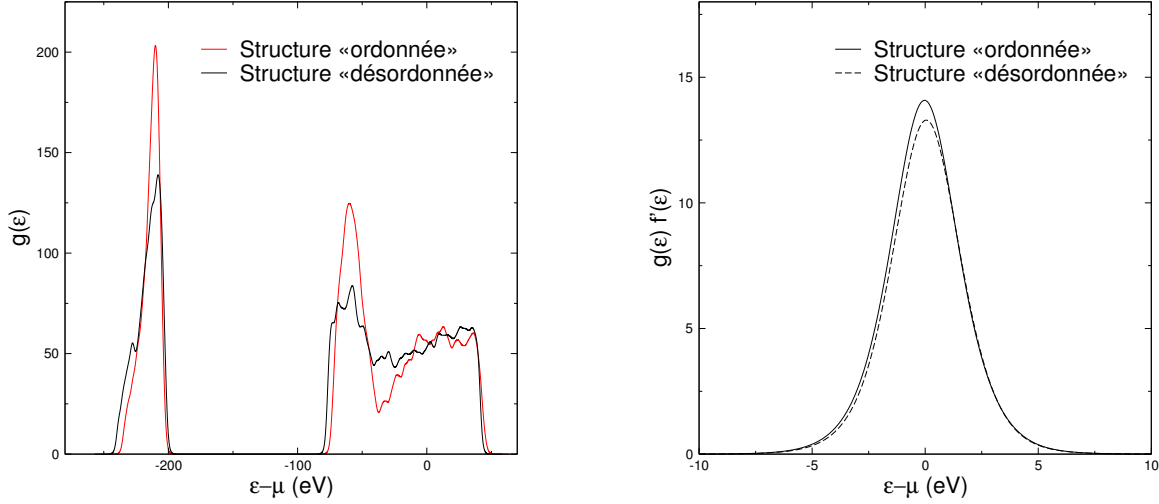 Structure «ordonnée»
Structure «désordonnée»
200
150
100
50
0
g(ε)
-200
-100
0
ε−μ (eV)
Structure «ordonnée»
Structure «désordonnée»
15
10
5
0
g(ε) f'(ε)
-10
-5
0
5
10
ε−μ (eV)